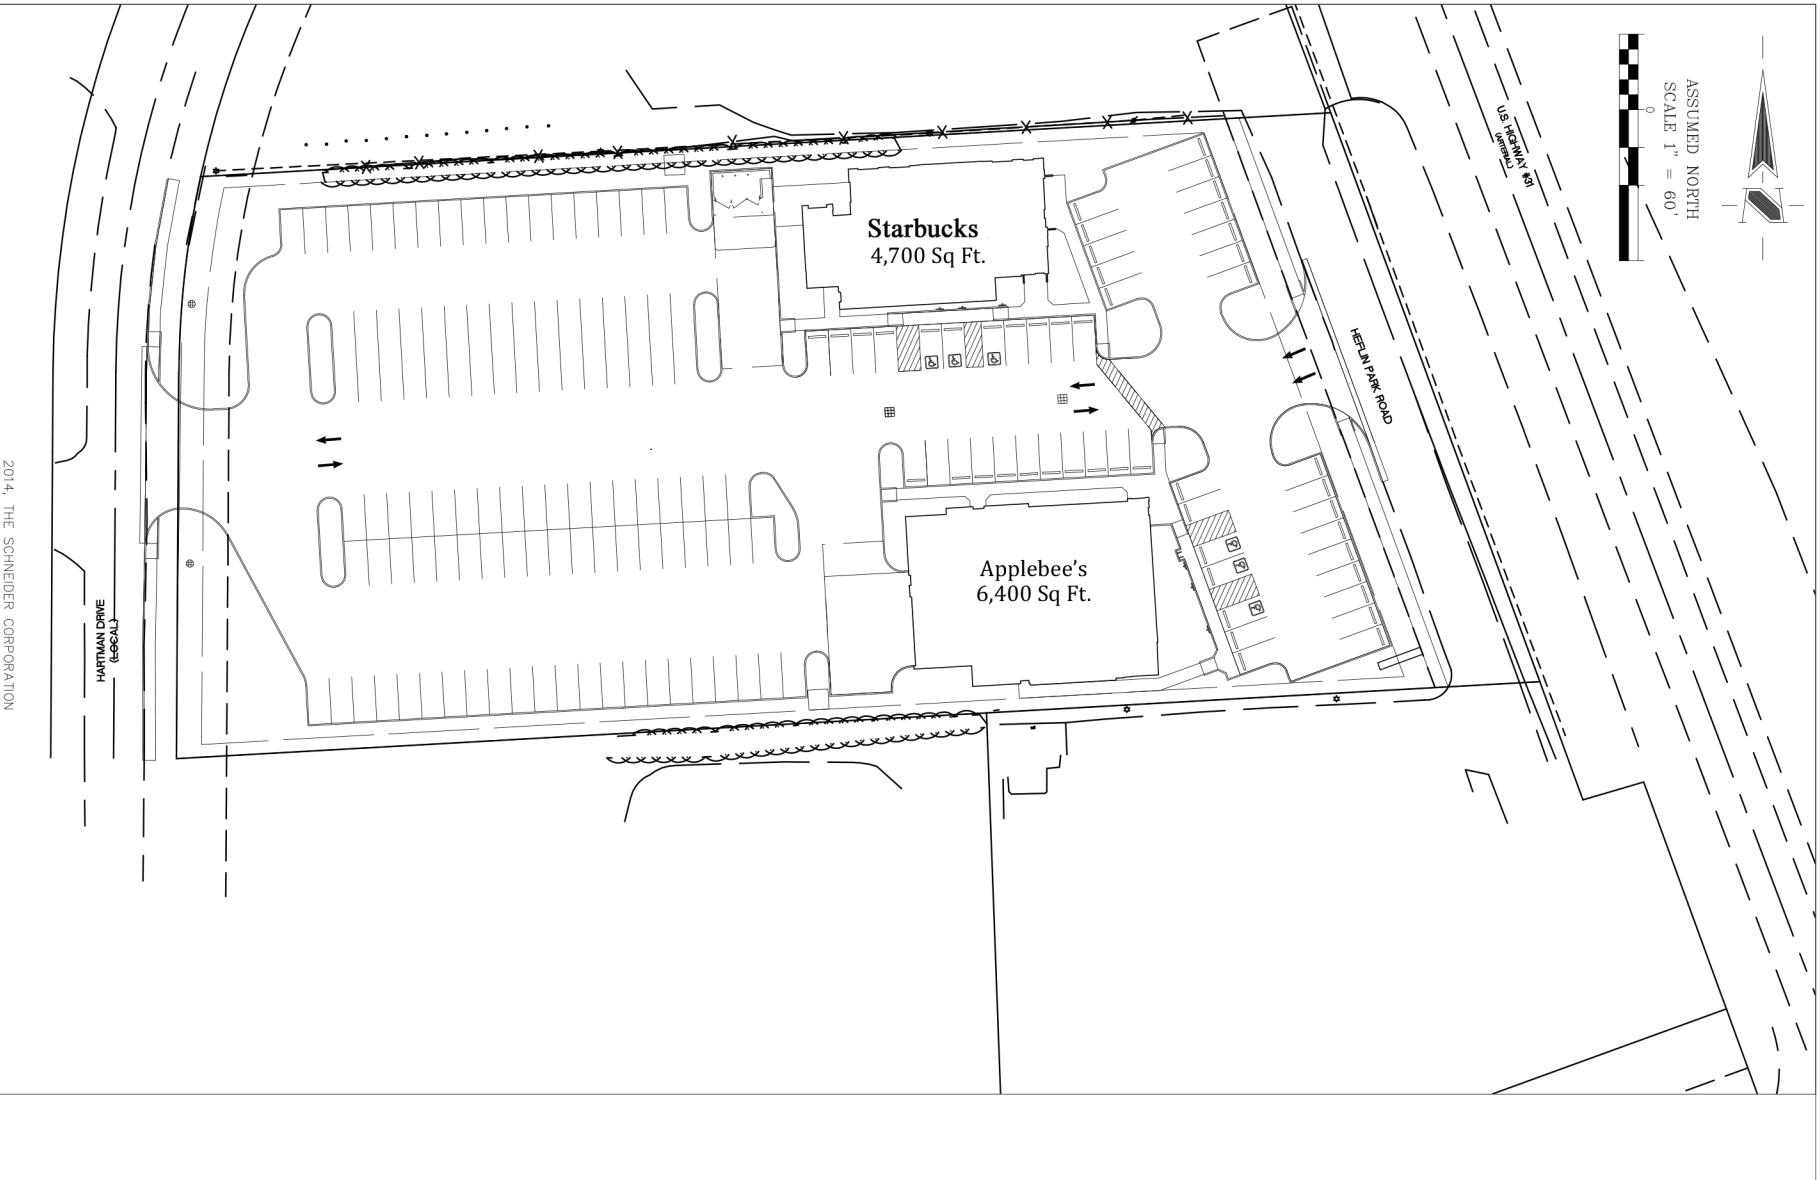 Starbucks
4,700 Sq Ft.
Applebee's
6,400 Sq Ft.
U.S. HIGHWAY #31
(ARTERIAL)
HEFLIN PARK ROAD
HARTMAN DRIVE
(LOCAL)
ASSUMED NORTH
SCALE 1" = 60'
0
2014, THE SCHNEIDER CORPORATION